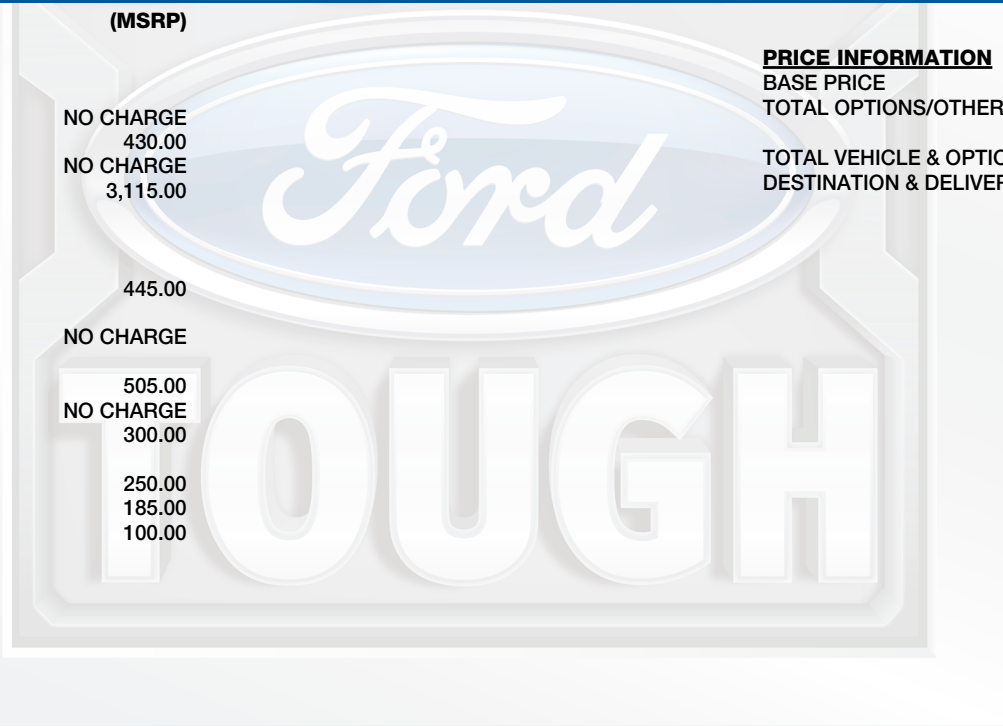 (MSRP)
NO CHARGE
430.00
NO CHARGE
3,115.00
445.00
NO CHARGE
505.00
NO CHARGE
300.00
250.00
185.00
100.00
PRICE INFORMATION
BASE PRICE
TOTAL OPTIONS/OTHER
TOTAL VEHICLE & OPTIO
DESTINATION & DELIVER
Ford
TOUGH